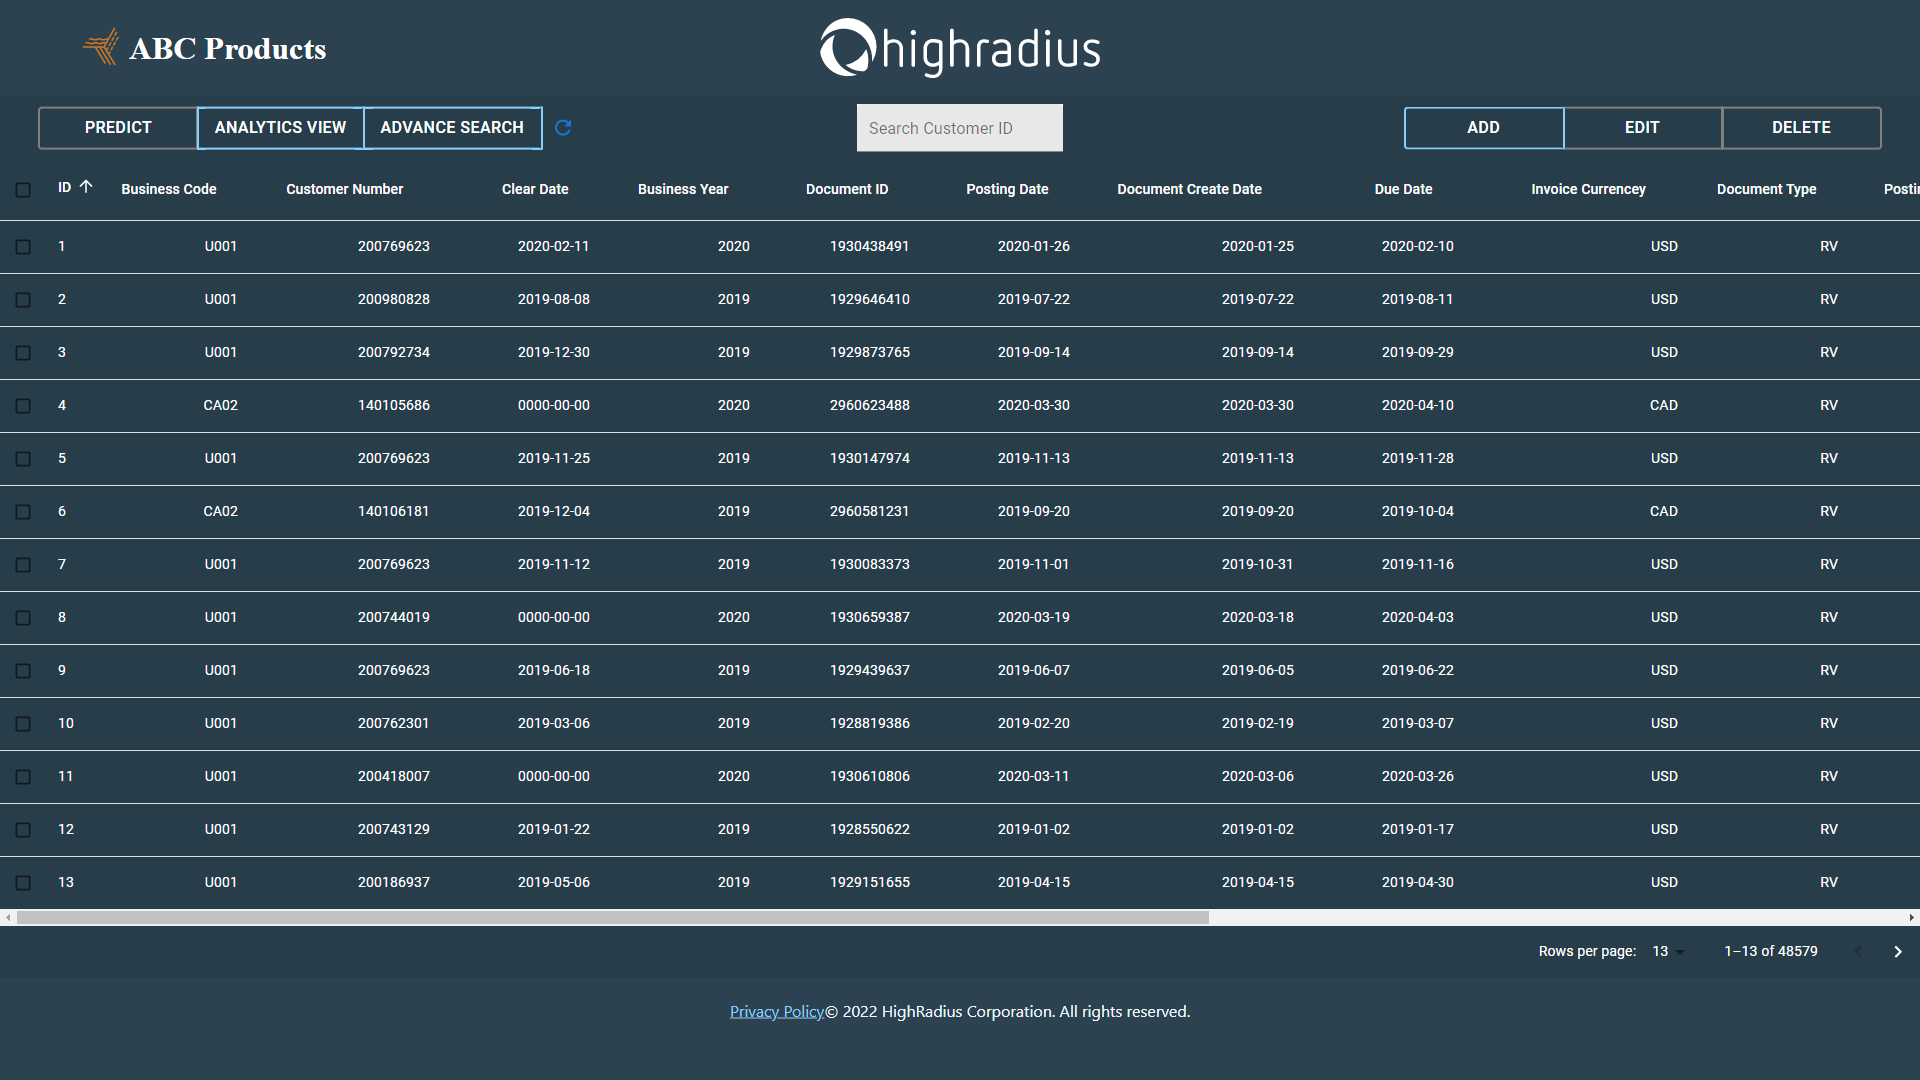 ABC Products
highradius
PREDICT ANALYTICS VIEW ADVANCE SEARCH Search Customer ID ADD EDIT DELETE
ID Business Code Customer Number Clear Date Business Year Document ID Posting Date Document Create Date Due Date Invoice Currencey Document Type Postin
1 U001 200769623 2020-02-11 2020 1930438491 2020-01-26 2020-01-25 2020-02-10 USD RV
2 U001 200980828 2019-08-08 2019 1929646410 2019-07-22 2019-07-22 2019-08-11 USD RV
3 U001 200792734 2019-12-30 2019 1929873765 2019-09-14 2019-09-14 2019-09-29 USD RV
4 CA02 140105686 0000-00-00 2020 2960623488 2020-03-30 2020-03-30 2020-04-10 CAD RV
5 U001 200769623 2019-11-25 2019 1930147974 2019-11-13 2019-11-13 2019-11-28 USD RV
6 CA02 140106181 2019-12-04 2019 2960581231 2019-09-20 2019-09-20 2019-10-04 CAD RV
7 U001 200769623 2019-11-12 2019 1930083373 2019-11-01 2019-10-31 2019-11-16 USD RV
8 U001 200744019 0000-00-00 2020 1930659387 2020-03-19 2020-03-18 2020-04-03 USD RV
9 U001 200769623 2019-06-18 2019 1929439637 2019-06-07 2019-06-05 2019-06-22 USD RV
10 U001 200762301 2019-03-06 2019 1928819386 2019-02-20 2019-02-19 2019-03-07 USD RV
11 U001 200418007 0000-00-00 2020 1930610806 2020-03-11 2020-03-06 2020-03-26 USD RV
12 U001 200743129 2019-01-22 2019 1928550622 2019-01-02 2019-01-02 2019-01-17 USD RV
13 U001 200186937 2019-05-06 2019 1929151655 2019-04-15 2019-04-15 2019-04-30 USD RV
Rows per page: 13 1–13 of 48579
Privacy Policy© 2022 HighRadius Corporation. All rights reserved.